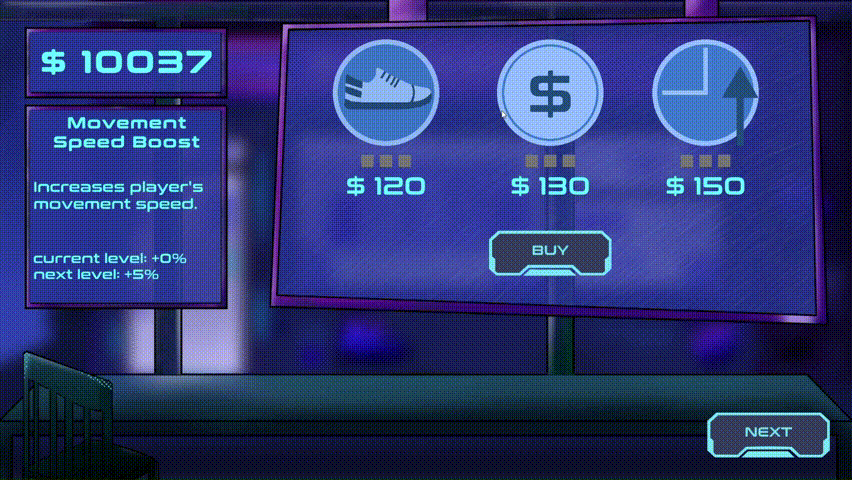 $ 10037
Movement
Speed Boost
Increases player's
movement speed.
current level: +0%
next level: +5%
$
$ 120
$ 130
$ 150
BUY
NEXT